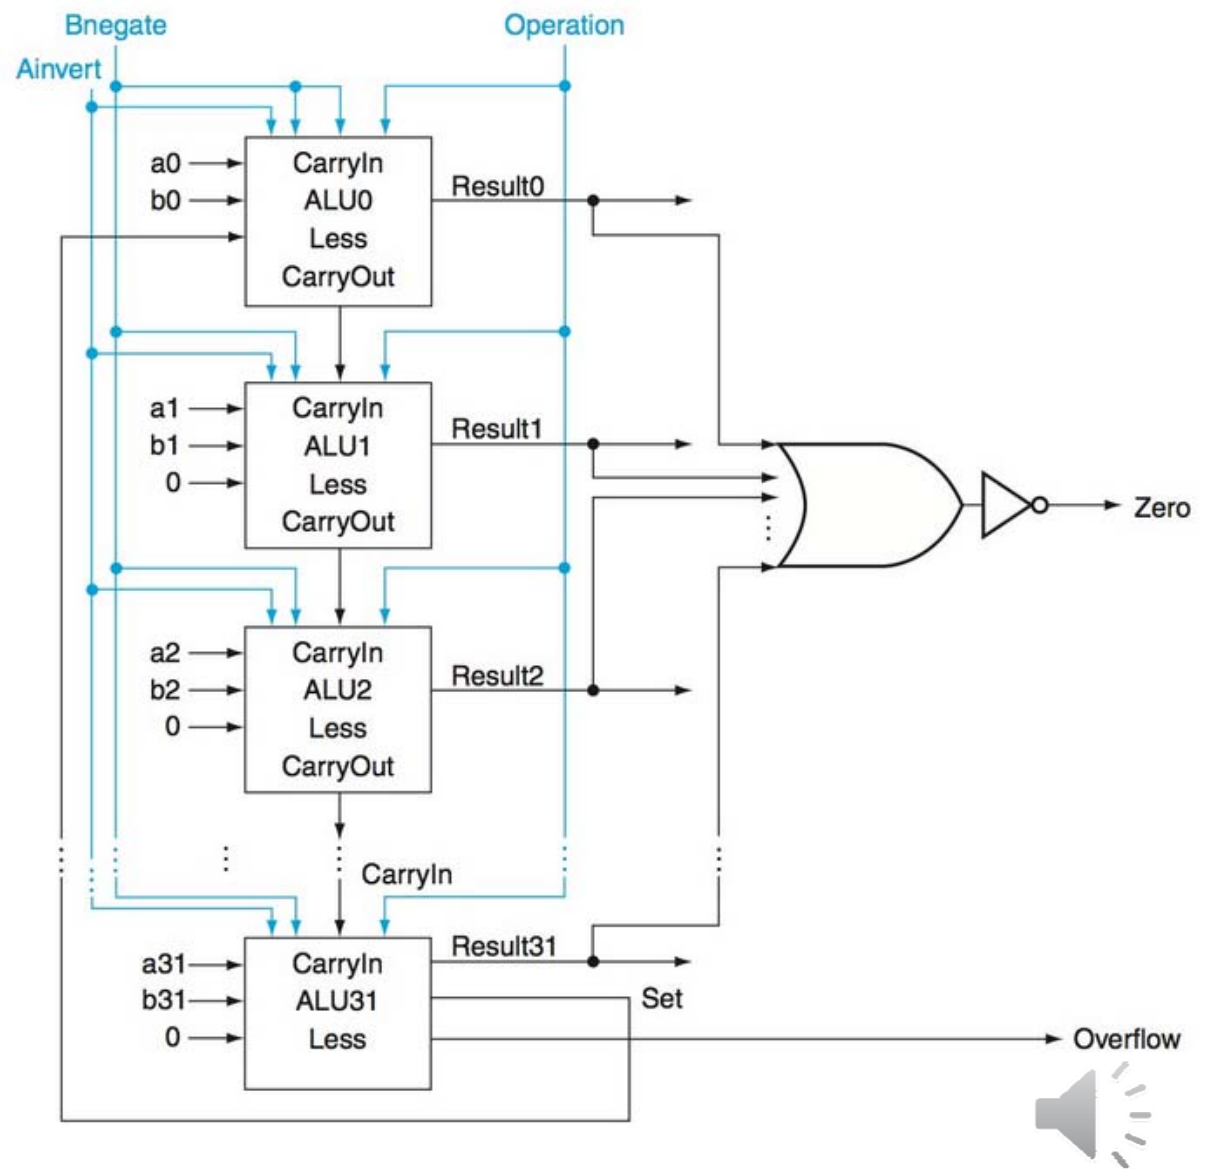 Bnegate
Operation
Ainvert
a0
CarryIn
b0
ALU0
Less
CarryOut
Result0
a1
CarryIn
b1
ALU1
0
Less
CarryOut
Result1
a2
CarryIn
b2
ALU2
0
Less
CarryOut
Result2
Zero
CarryIn
a31
CarryIn
b31
ALU31
0
Less
Result31
Set
Overflow